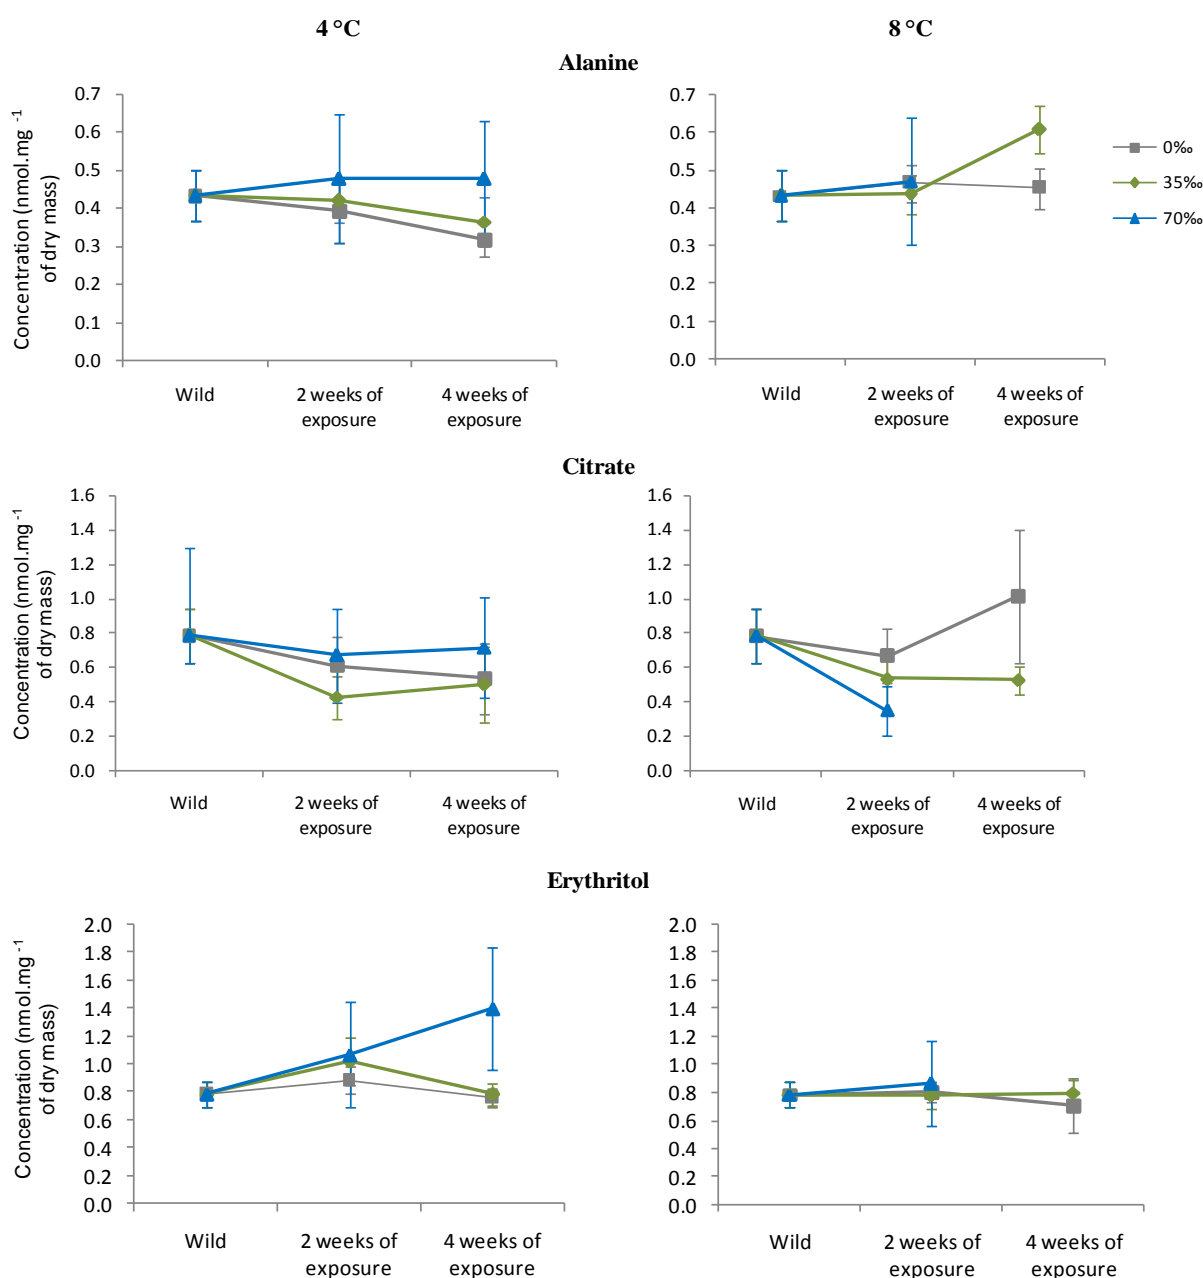 4 °C
8 °C
Alanine
Concentration (nmol.mg -1
of dry mass)
0.7
0.6
0.5
0.4
0.3
0.2
0.1
0.0
Wild
2 weeks of
exposure
4 weeks of
exposure
0.7
0.6
0.5
0.4
0.3
0.2
0.1
0.0
Wild
2 weeks of
exposure
4 weeks of
exposure
0‰
35‰
70‰
Citrate
Concentration (nmol.mg -1
of dry mass)
1.6
1.4
1.2
1.0
0.8
0.6
0.4
0.2
0.0
Wild
2 weeks of
exposure
4 weeks of
exposure
1.6
1.4
1.2
1.0
0.8
0.6
0.4
0.2
0.0
Wild
2 weeks of
exposure
4 weeks of
exposure
Erythritol
Concentration (nmol.mg -1
of dry mass)
2.0
1.8
1.6
1.4
1.2
1.0
0.8
0.6
0.4
0.2
0.0
Wild
2 weeks of
exposure
4 weeks of
exposure
2.0
1.8
1.6
1.4
1.2
1.0
0.8
0.6
0.4
0.2
0.0
Wild
2 weeks of
exposure
4 weeks of
exposure